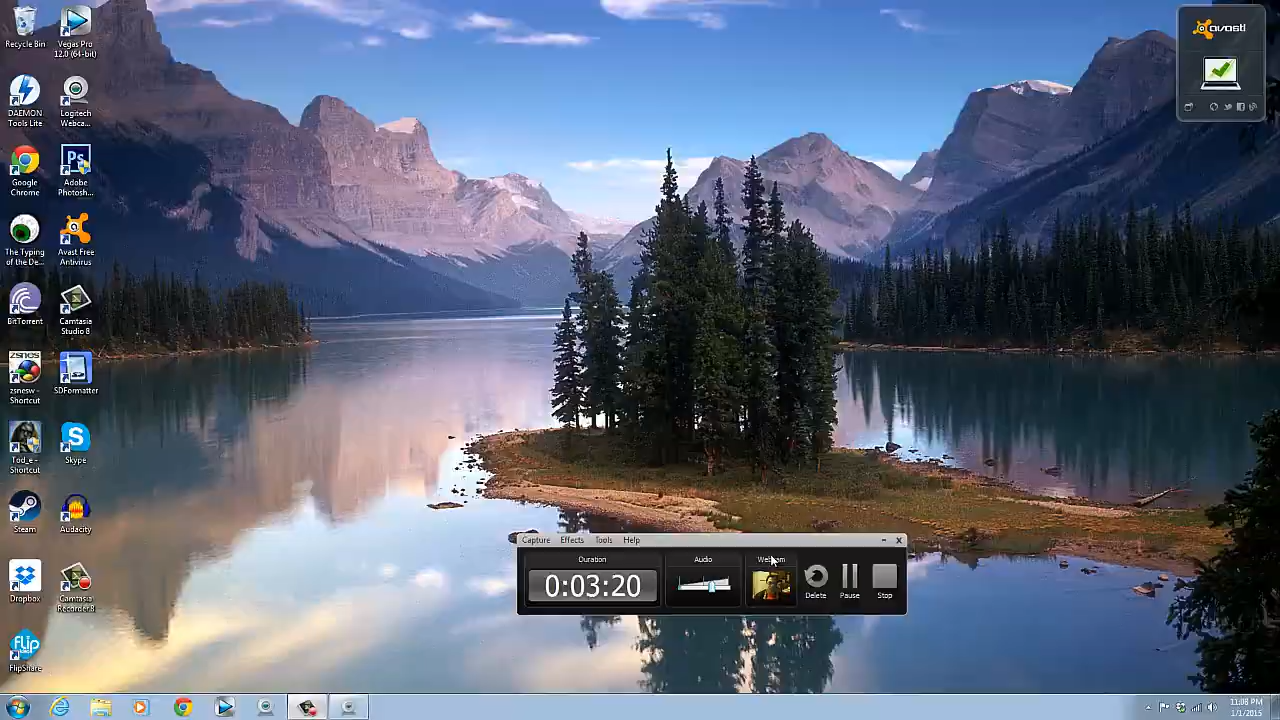 Recycle Bin
Vegas Pro
12.0 (64-bit)
avast!
DAEMON
Tools Lite
Logitech
Webca...
Google
Chrome
Ps
Adobe
Photosh...
The Typing
of the De...
Avast Free
Antivirus
BitTorrent
Camtasia
Studio 8
ZSNES
zsnesw -
Shortcut
SDFormatter
Tod_e -
Shortcut
S
Skype
Steam
Audacity
Dropbox
Camtasia
Recorder 8
flip
FlipShare
Capture Effects Tools Help
Duration
0:03:20
Audio
Webcam
Delete
Pause
Stop
11:08 PM
1/1/2015